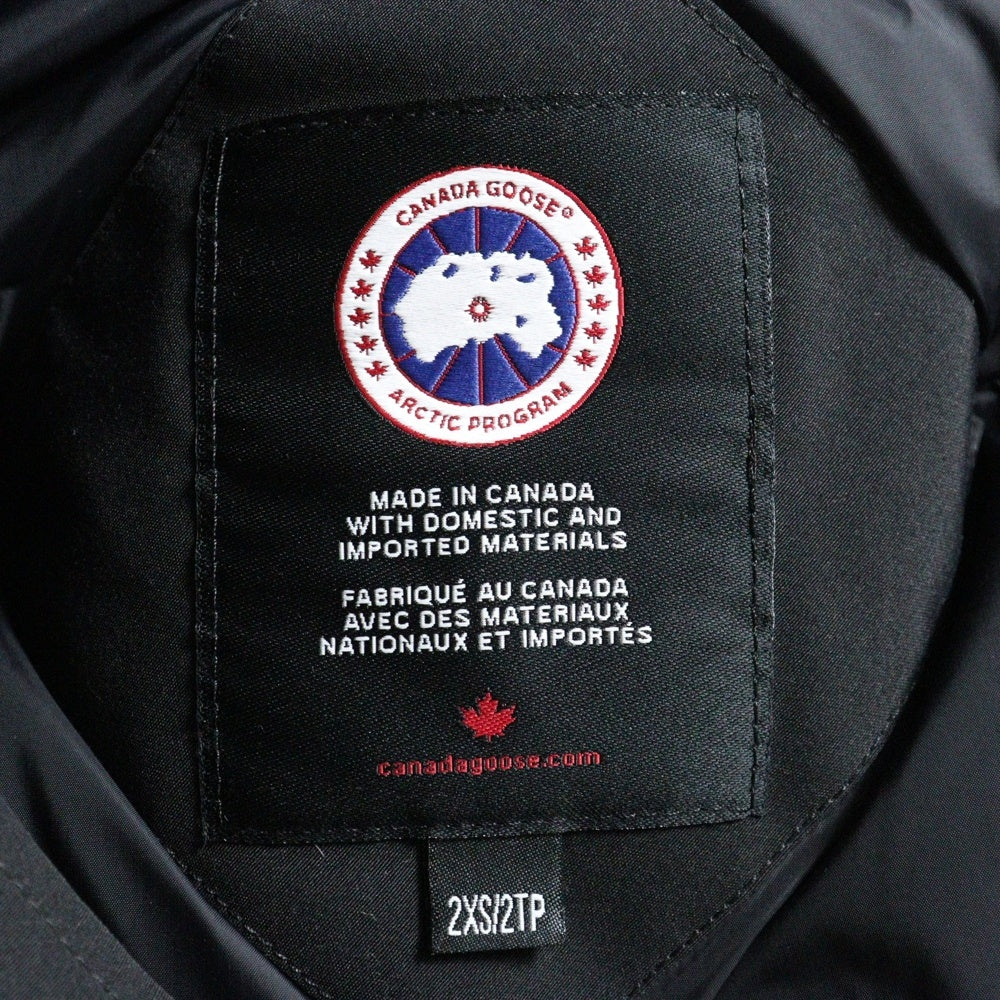 CANADA GOOSE®
ARCTIC PROGRAM
MADE IN CANADA
WITH DOMESTIC AND
IMPORTED MATERIALS
FABRIQUÉ AU CANADA
AVEC DES MATERIAUX
NATIONAUX ET IMPORTÉS
canadagoose.com
2XS/2TP